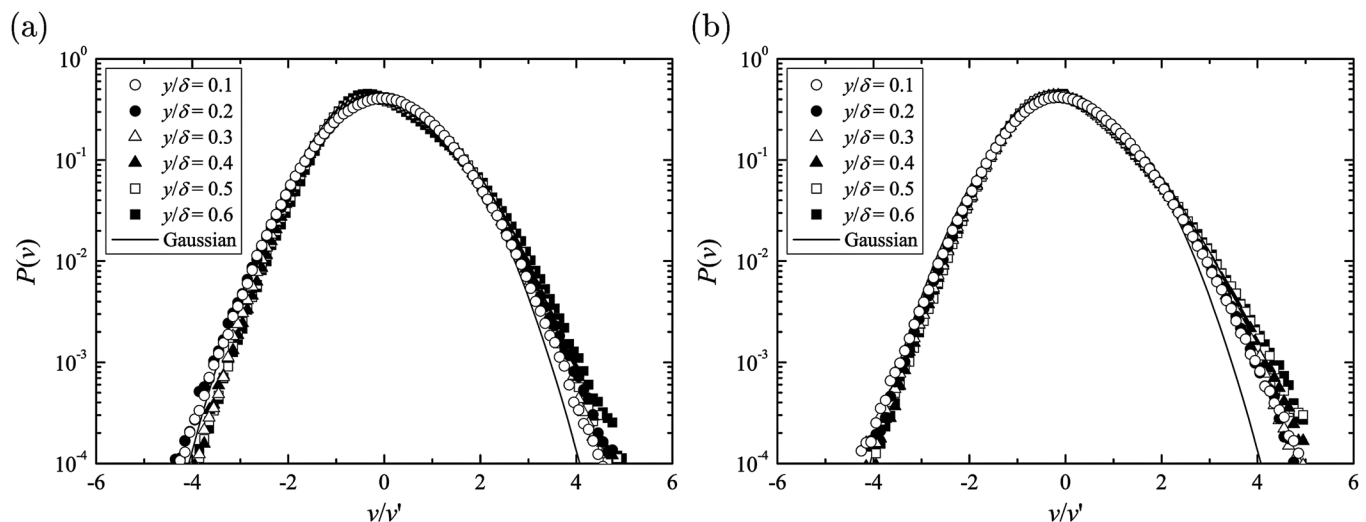 (a)
10^0
10^-1
10^-2
10^-3
10^-4
P(v)
y/δ = 0.1
y/δ = 0.2
y/δ = 0.3
y/δ = 0.4
y/δ = 0.5
y/δ = 0.6
Gaussian
-6 -4 -2 0 2 4 6
v/v'
(b)
10^0
10^-1
10^-2
10^-3
10^-4
P(v)
y/δ = 0.1
y/δ = 0.2
y/δ = 0.3
y/δ = 0.4
y/δ = 0.5
y/δ = 0.6
Gaussian
-6 -4 -2 0 2 4 6
v/v'